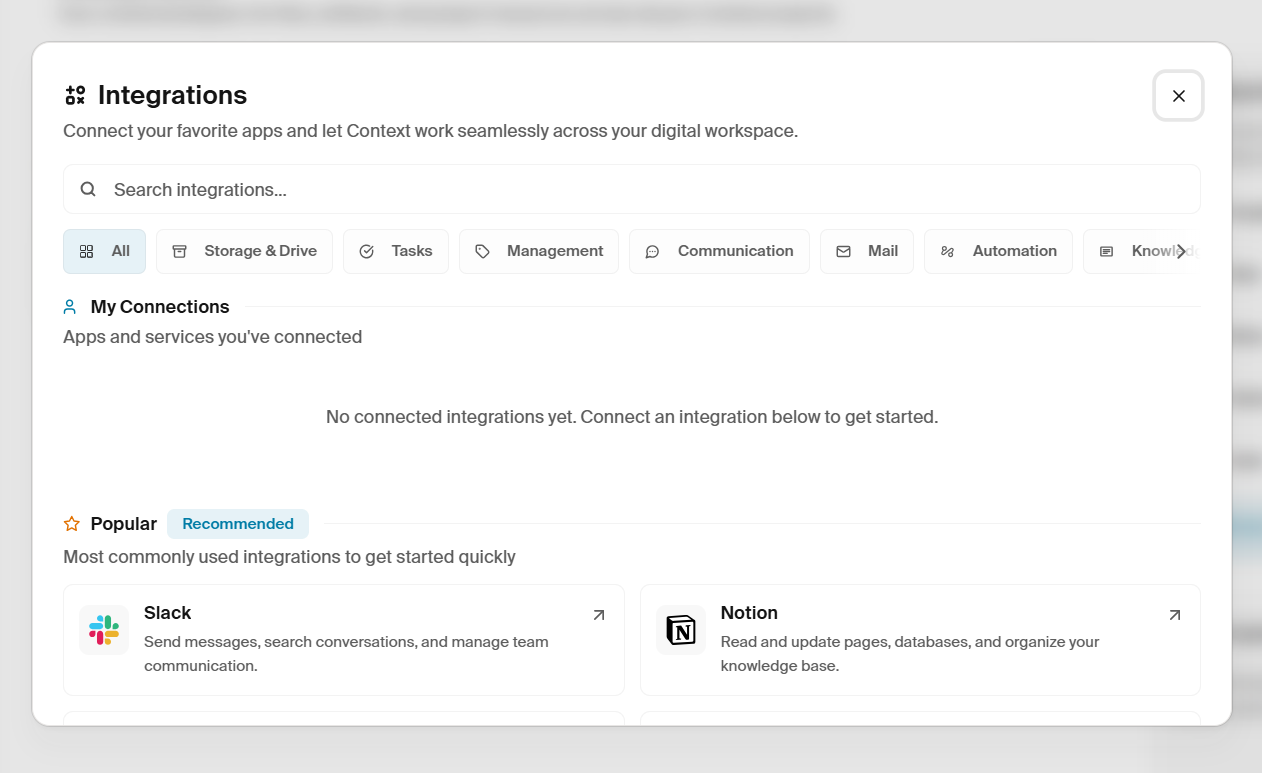 Integrations
Connect your favorite apps and let Context work seamlessly across your digital workspace.
Search integrations...
All
Storage & Drive
Tasks
Management
Communication
Mail
Automation
My Connections
Apps and services you've connected
No connected integrations yet. Connect an integration below to get started.
Popular
Recommended
Most commonly used integrations to get started quickly
Slack
Send messages, search conversations, and manage team
communication.
Notion
Read and update pages, databases, and organize your
knowledge base.